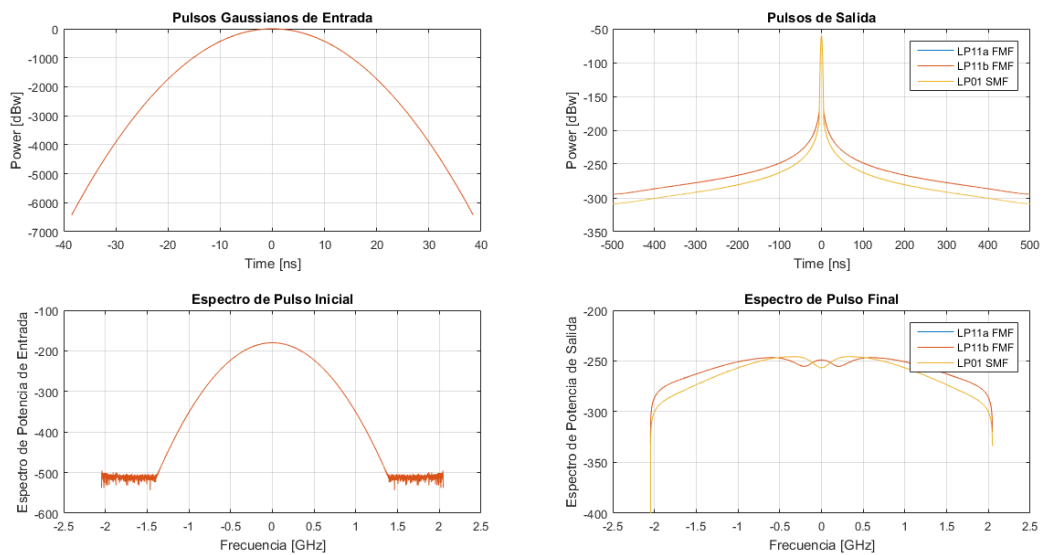 Pulsos Gaussianos de Entrada
Power [dBw]
0
-1000
-2000
-3000
-4000
-5000
-6000
-7000
-40 -30 -20 -10 0 10 20 30 40
Time [ns]
Pulsos de Salida
Power [dBw]
-50
-100
-150
-200
-250
-300
-350
LP11a FMF
LP11b FMF
LP01 SMF
-500 -400 -300 -200 -100 0 100 200 300 400 500
Time [ns]
Espectro de Pulso Inicial
Espectro de Potencia de Entrada
-100
-200
-300
-400
-500
-600
-2.5 -2 -1.5 -1 -0.5 0 0.5 1 1.5 2 2.5
Frecuencia [GHz]
Espectro de Pulso Final
Espectro de Potencia de Salida
-200
-250
-300
-350
-400
LP11a FMF
LP11b FMF
LP01 SMF
-2.5 -2 -1.5 -1 -0.5 0 0.5 1 1.5 2 2.5
Frecuencia [GHz]